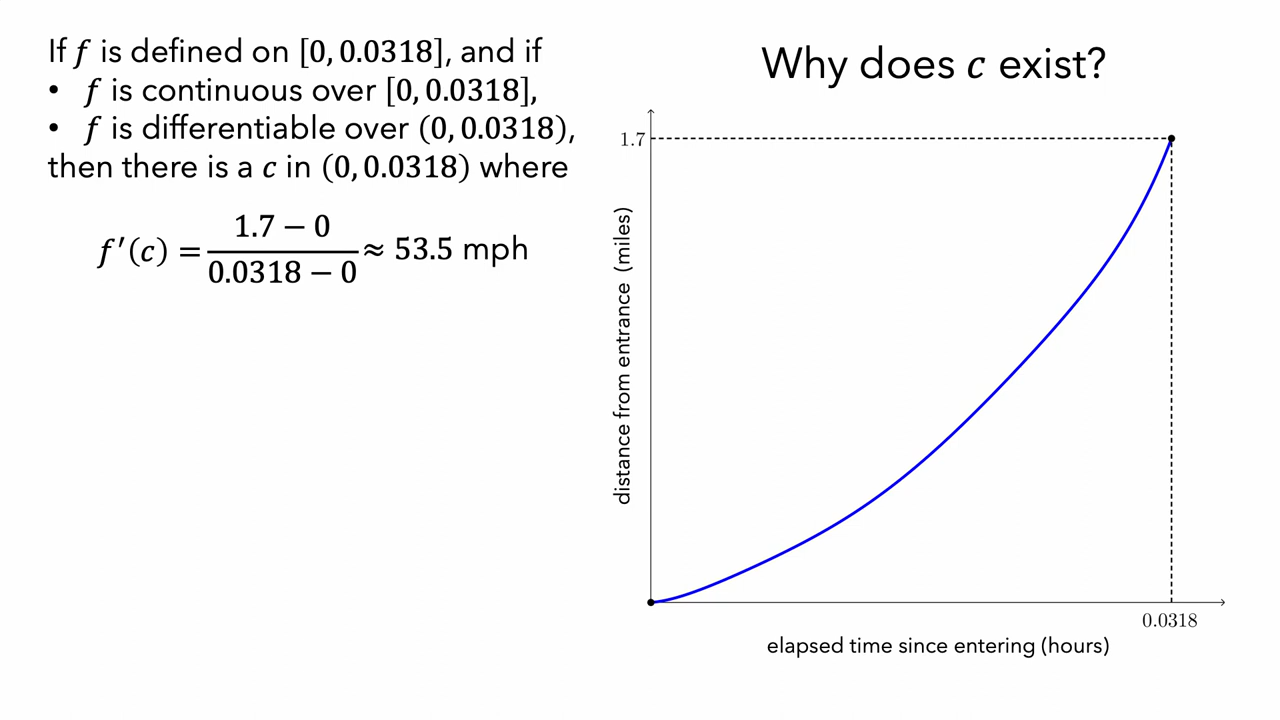 If f is defined on [0, 0.0318], and if
• f is continuous over [0, 0.0318],
• f is differentiable over (0, 0.0318),
then there is a c in (0, 0.0318) where
f′(c) = (1.7 − 0)/(0.0318 − 0) ≈ 53.5 mph
Why does c exist?
1.7
distance from entrance (miles)
0.0318
elapsed time since entering (hours)